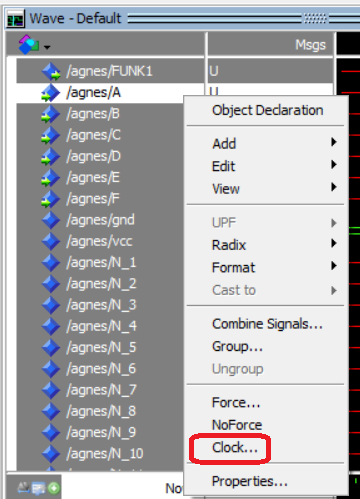 Wave - Default
Msgs
/agnes/FUNK1 U
/agnes/A U
/agnes/B
/agnes/C
/agnes/D
/agnes/E
/agnes/F
/agnes/gnd
/agnes/vcc
/agnes/N_1
/agnes/N_2
/agnes/N_3
/agnes/N_4
/agnes/N_5
/agnes/N_6
/agnes/N_7
/agnes/N_8
/agnes/N_9
/agnes/N_10
Object Declaration
Add
Edit
View
UPF
Radix
Format
Cast to
Combine Signals...
Group...
Ungroup
Force...
NoForce
Clock...
Properties...